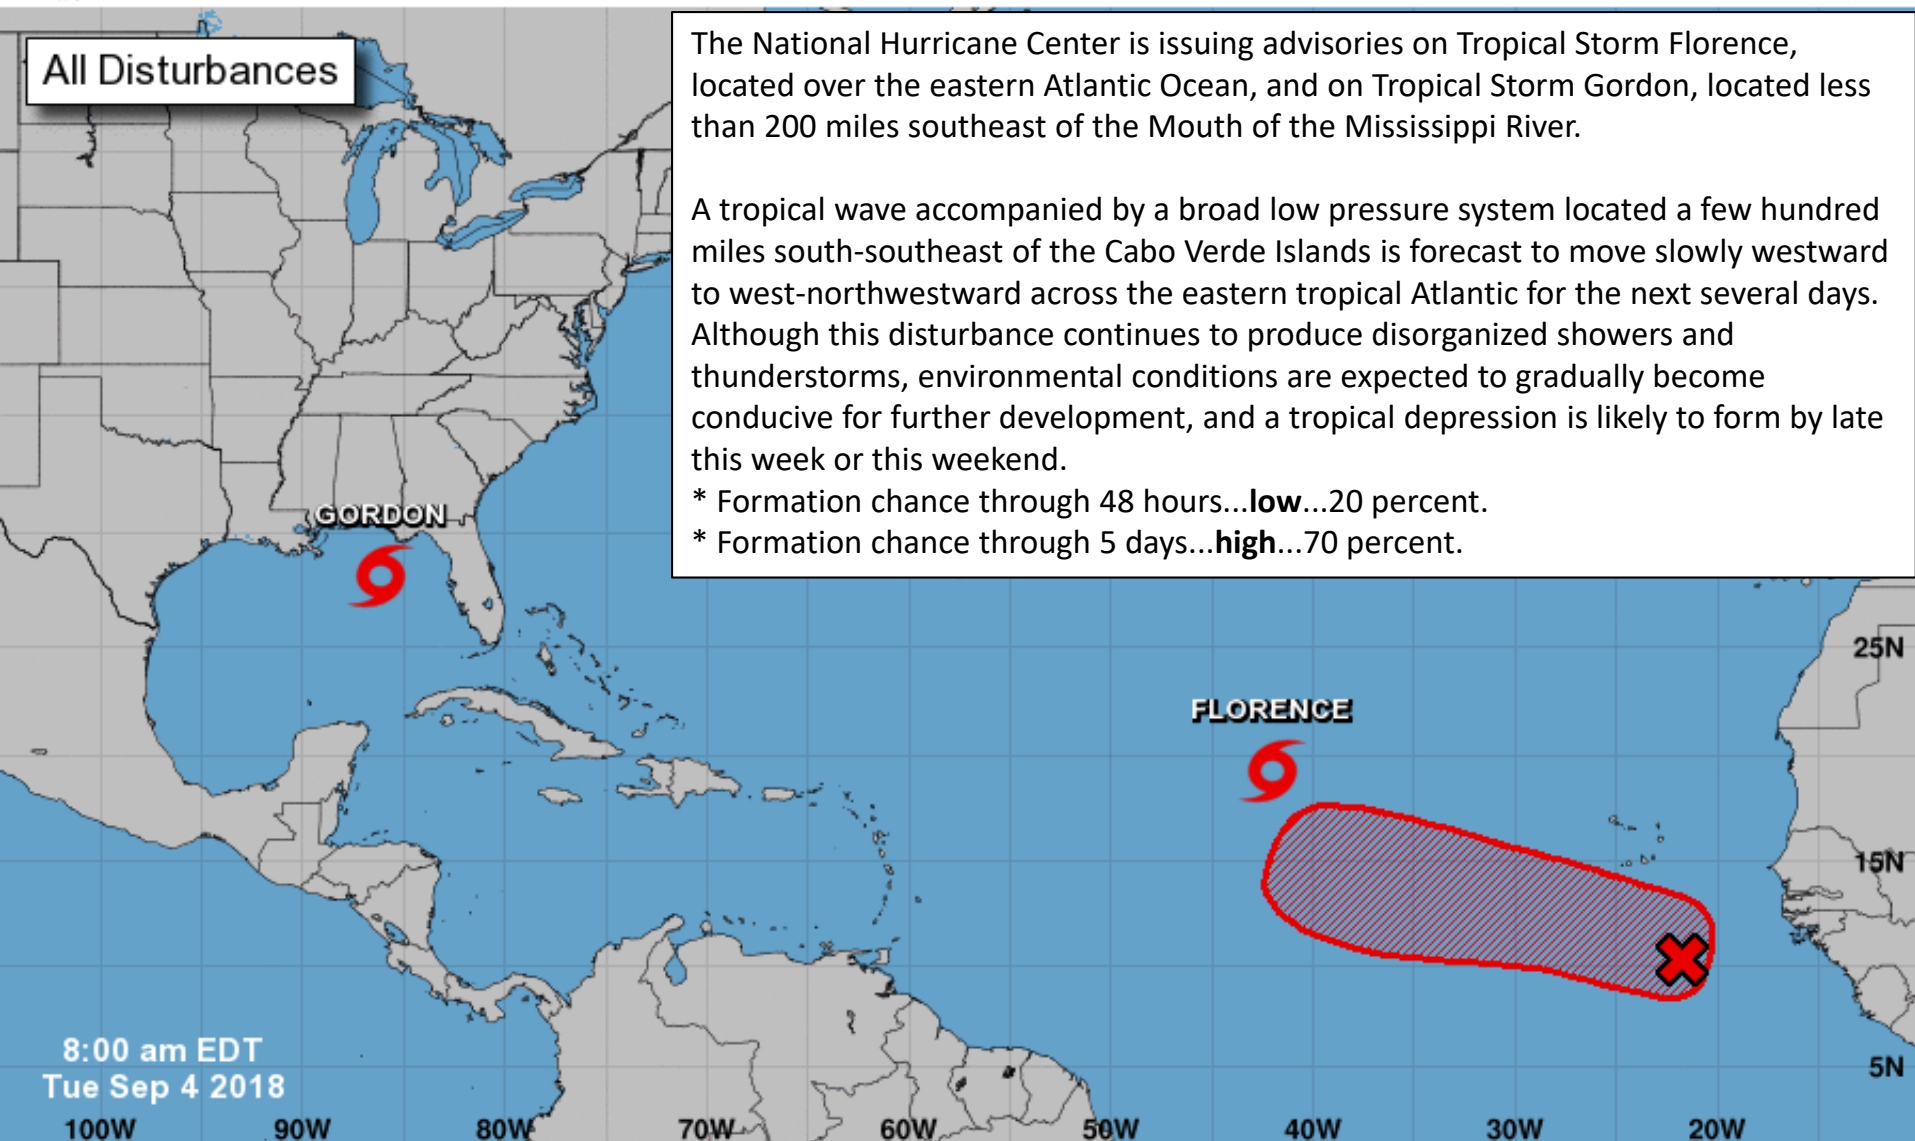 All Disturbances
The National Hurricane Center is issuing advisories on Tropical Storm Florence,
located over the eastern Atlantic Ocean, and on Tropical Storm Gordon, located less
than 200 miles southeast of the Mouth of the Mississippi River.
A tropical wave accompanied by a broad low pressure system located a few hundred
miles south-southeast of the Cabo Verde Islands is forecast to move slowly westward
to west-northwestward across the eastern tropical Atlantic for the next several days.
Although this disturbance continues to produce disorganized showers and
thunderstorms, environmental conditions are expected to gradually become
conducive for further development, and a tropical depression is likely to form by late
this week or this weekend.
* Formation chance through 48 hours...low...20 percent.
* Formation chance through 5 days...high...70 percent.
GORDON
25N
FLORENCE
15N
8:00 am EDT
Tue Sep 4 2018
5N
100W 90W 80W 70W 60W 50W 40W 30W 20W